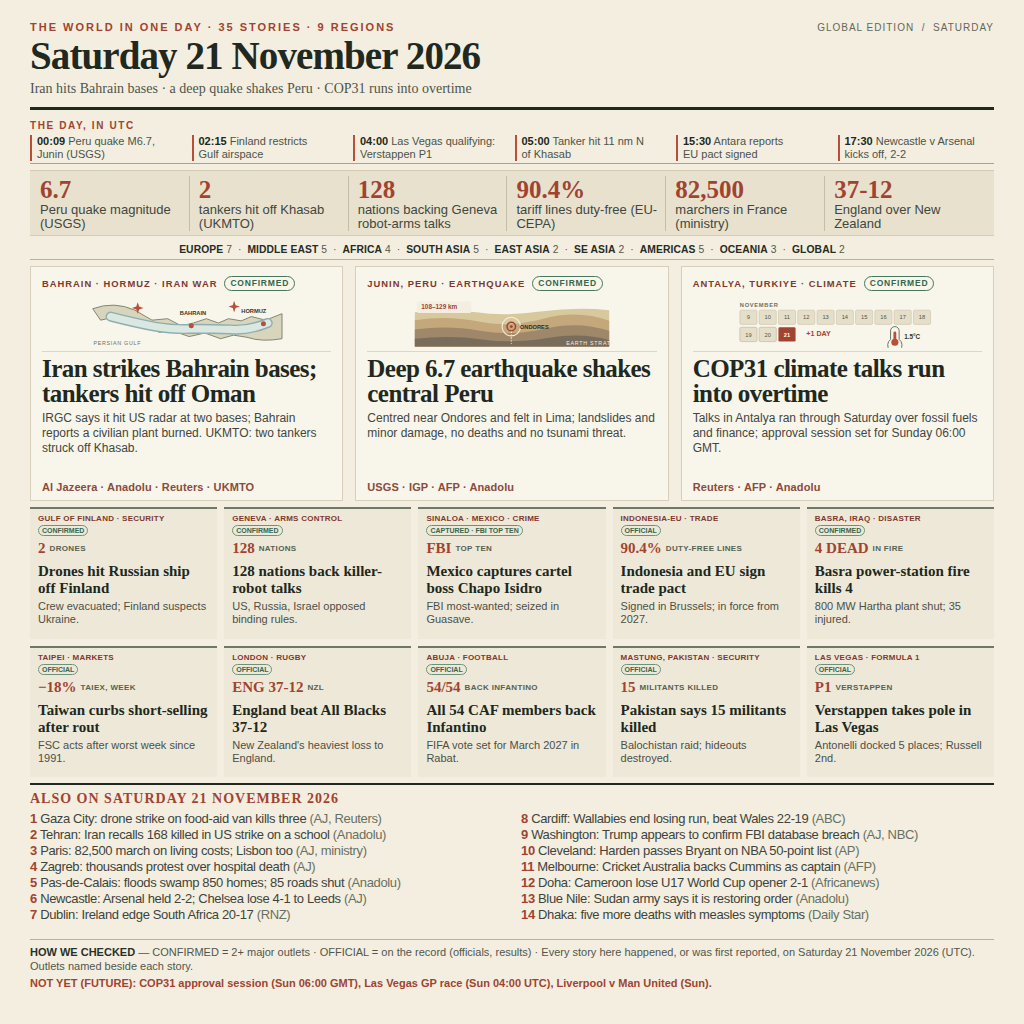 THE WORLD IN ONE DAY · 35 STORIES · 9 REGIONS
GLOBAL EDITION / SATURDAY
Saturday 21 November 2026
Iran hits Bahrain bases · a deep quake shakes Peru · COP31 runs into overtime
THE DAY, IN UTC
00:09 Peru quake M6.7,
Junin (USGS)
02:15 Finland restricts
Gulf airspace
04:00 Las Vegas qualifying:
Verstappen P1
05:00 Tanker hit 11 nm N
of Khasab
15:30 Antara reports
EU pact signed
17:30 Newcastle v Arsenal
kicks off, 2-2
6.7
Peru quake magnitude
(USGS)
2
tankers hit off Khasab
(UKMTO)
128
nations backing Geneva
robot-arms talks
90.4%
tariff lines duty-free (EU-
CEPA)
82,500
marchers in France
(ministry)
37-12
England over New
Zealand
EUROPE 7 · MIDDLE EAST 5 · AFRICA 4 · SOUTH ASIA 5 · EAST ASIA 2 · SE ASIA 2 · AMERICAS 5 · OCEANIA 3 · GLOBAL 2
BAHRAIN · HORMUZ · IRAN WAR CONFIRMED
BAHRAIN
HORMUZ
PERSIAN GULF
Iran strikes Bahrain bases;
tankers hit off Oman
IRGC says it hit US radar at two bases; Bahrain
reports a civilian plant burned. UKMTO: two tankers
struck off Khasab.
Al Jazeera · Anadolu · Reuters · UKMTO
JUNIN, PERU · EARTHQUAKE CONFIRMED
108–129 km
ONDORES
EARTH STRAT
Deep 6.7 earthquake shakes
central Peru
Centred near Ondores and felt in Lima; landslides and
minor damage, no deaths and no tsunami threat.
USGS · IGP · AFP · Anadolu
ANTALYA, TURKIYE · CLIMATE CONFIRMED
NOVEMBER
9 10 11 12 13 14 15 16 17 18
19 20 21 +1 DAY
1.5°C
COP31 climate talks run
into overtime
Talks in Antalya ran through Saturday over fossil fuels
and finance; approval session set for Sunday 06:00
GMT.
Reuters · AFP · Anadolu
GULF OF FINLAND · SECURITY
CONFIRMED
2 DRONES
Drones hit Russian ship
off Finland
Crew evacuated; Finland suspects
Ukraine.
GENEVA · ARMS CONTROL
CONFIRMED
128 NATIONS
128 nations back killer-
robot talks
US, Russia, Israel opposed
binding rules.
SINALOA · MEXICO · CRIME
CAPTURED · FBI TOP TEN
FBI TOP TEN
Mexico captures cartel
boss Chapo Isidro
FBI most-wanted; seized in
Guasave.
INDONESIA-EU · TRADE
OFFICIAL
90.4% DUTY-FREE LINES
Indonesia and EU sign
trade pact
Signed in Brussels; in force from
2027.
BASRA, IRAQ · DISASTER
CONFIRMED
4 DEAD IN FIRE
Basra power-station fire
kills 4
800 MW Hartha plant shut; 35
injured.
TAIPEI · MARKETS
OFFICIAL
−18% TAIEX, WEEK
Taiwan curbs short-selling
after rout
FSC acts after worst week since
1991.
LONDON · RUGBY
OFFICIAL
ENG 37-12 NZL
England beat All Blacks
37-12
New Zealand's heaviest loss to
England.
ABUJA · FOOTBALL
OFFICIAL
54/54 BACK INFANTINO
All 54 CAF members back
Infantino
FIFA vote set for March 2027 in
Rabat.
MASTUNG, PAKISTAN · SECURITY
OFFICIAL
15 MILITANTS KILLED
Pakistan says 15 militants
killed
Balochistan raid; hideouts
destroyed.
LAS VEGAS · FORMULA 1
OFFICIAL
P1 VERSTAPPEN
Verstappen takes pole in
Las Vegas
Antonelli docked 5 places; Russell
2nd.
ALSO ON SATURDAY 21 NOVEMBER 2026
1 Gaza City: drone strike on food-aid van kills three (AJ, Reuters)
2 Tehran: Iran recalls 168 killed in US strike on a school (Anadolu)
3 Paris: 82,500 march on living costs; Lisbon too (AJ, ministry)
4 Zagreb: thousands protest over hospital death (AJ)
5 Pas-de-Calais: floods swamp 850 homes; 85 roads shut (Anadolu)
6 Newcastle: Arsenal held 2-2; Chelsea lose 4-1 to Leeds (AJ)
7 Dublin: Ireland edge South Africa 20-17 (RNZ)
8 Cardiff: Wallabies end losing run, beat Wales 22-19 (ABC)
9 Washington: Trump appears to confirm FBI database breach (AJ, NBC)
10 Cleveland: Harden passes Bryant on NBA 50-point list (AP)
11 Melbourne: Cricket Australia backs Cummins as captain (AFP)
12 Doha: Cameroon lose U17 World Cup opener 2-1 (Africanews)
13 Blue Nile: Sudan army says it is restoring order (Anadolu)
14 Dhaka: five more deaths with measles symptoms (Daily Star)
HOW WE CHECKED — CONFIRMED = 2+ major outlets · OFFICIAL = on the record (officials, results) · Every story here happened, or was first reported, on Saturday 21 November 2026 (UTC).
Outlets named beside each story.
NOT YET (FUTURE): COP31 approval session (Sun 06:00 GMT), Las Vegas GP race (Sun 04:00 UTC), Liverpool v Man United (Sun).